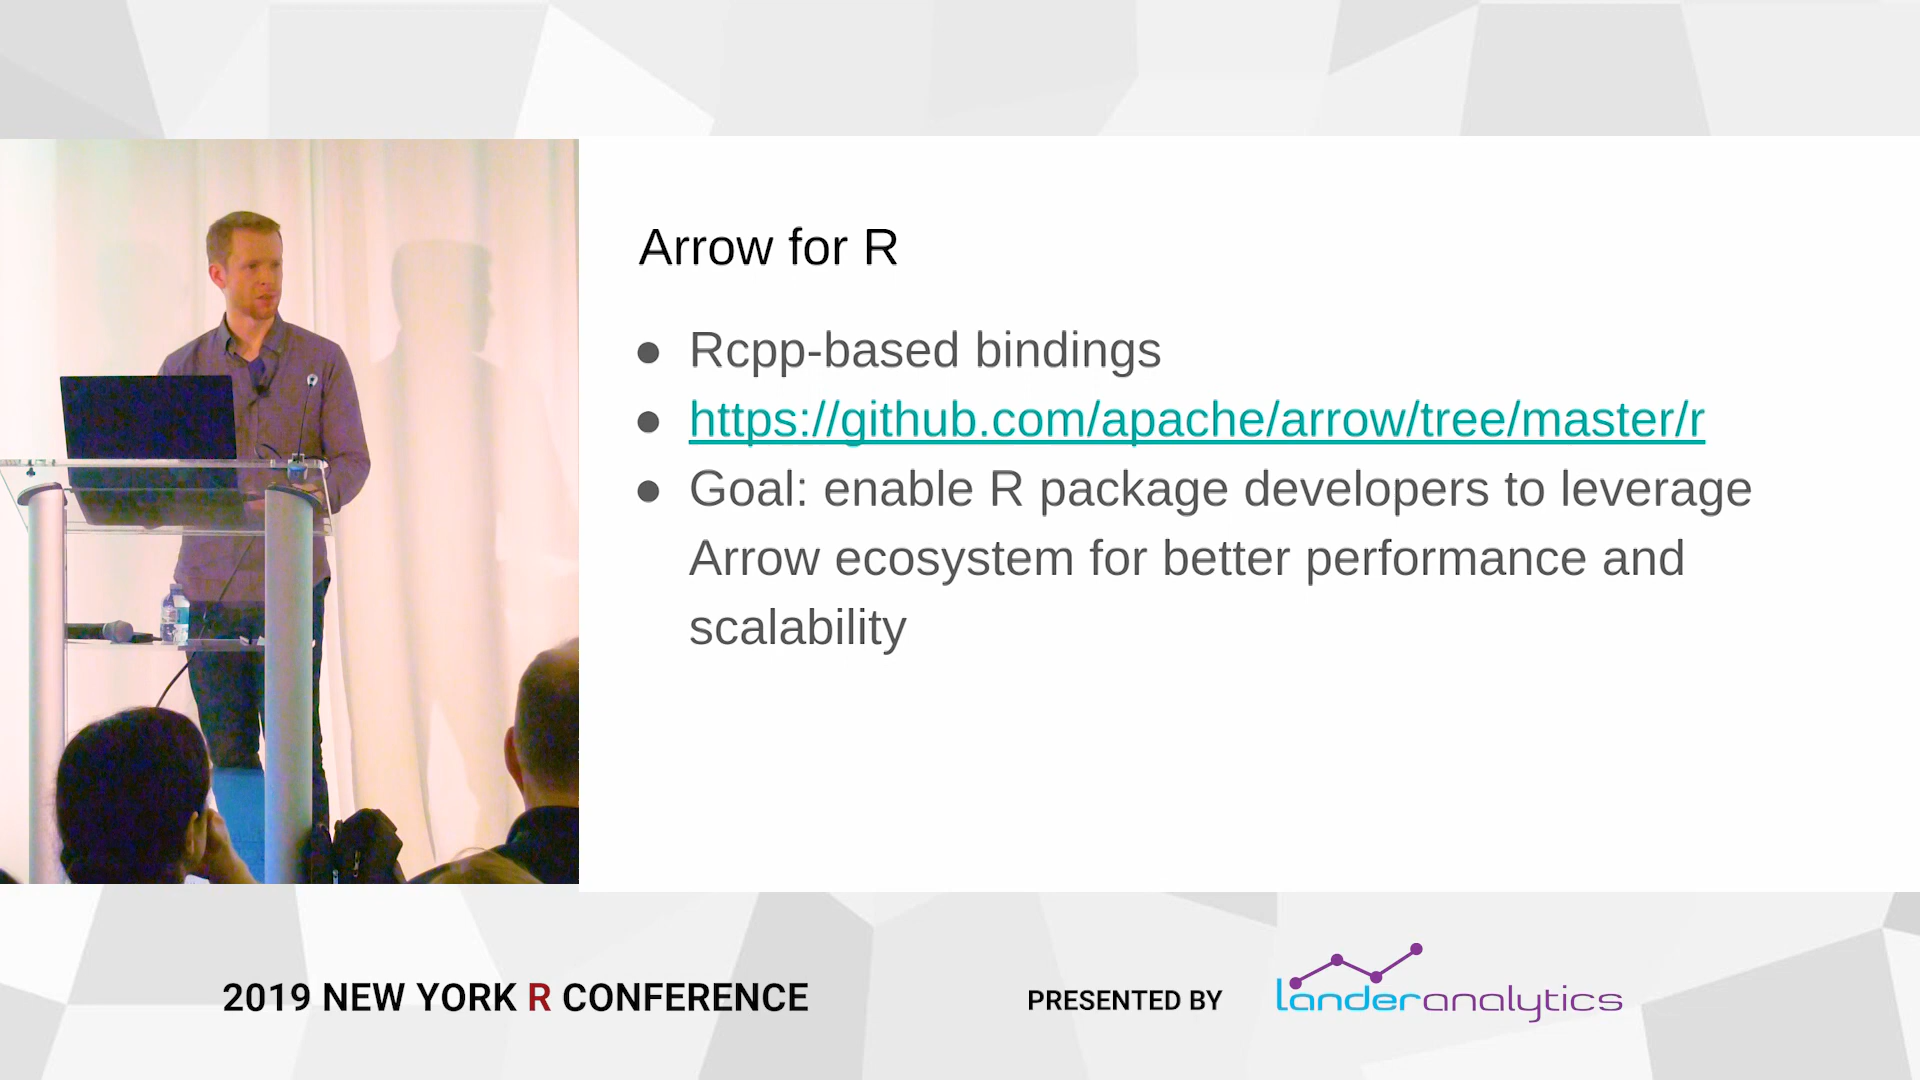 Arrow for R
● Rcpp-based bindings
● https://github.com/apache/arrow/tree/master/r
● Goal: enable R package developers to leverage
Arrow ecosystem for better performance and
scalability
2019 NEW YORK R CONFERENCE
PRESENTED BY
landeranalytics